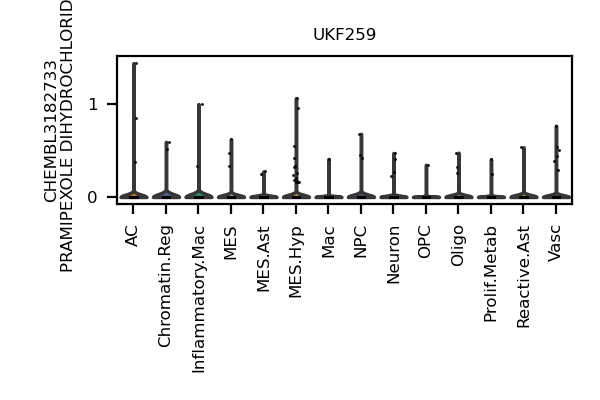 UKF259
CHEMBL3182733
PRAMIPEXOLE DIHYDROCHLORID
1
0
AC
Chromatin.Reg
Inflammatory.Mac
MES
MES.Ast
MES.Hyp
Mac
NPC
Neuron
OPC
Oligo
Prolif.Metab
Reactive.Ast
Vasc